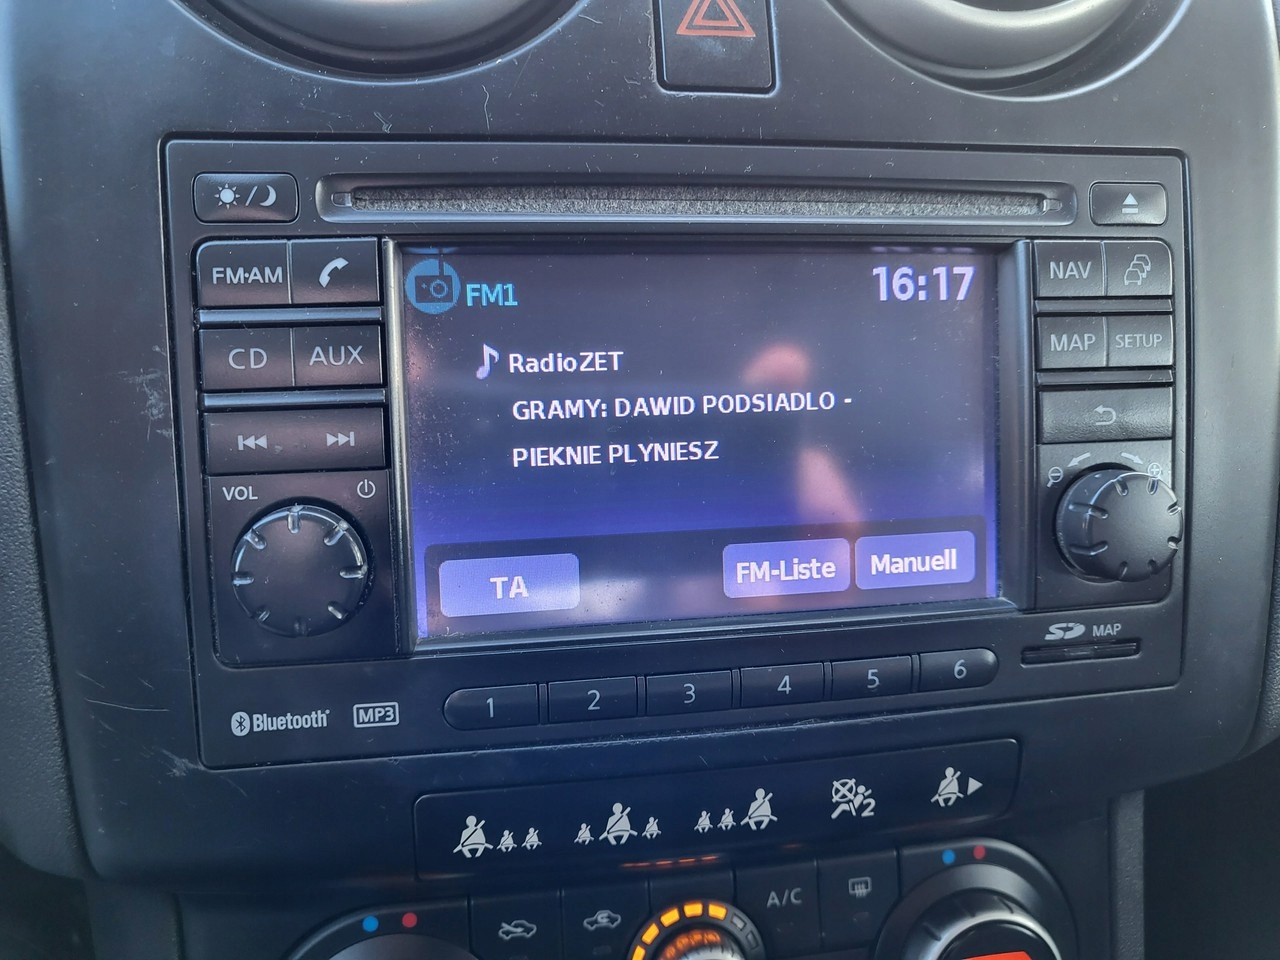 FM·AM
CD
AUX
VOL
FM1
16:17
RadioZET
GRAMY: DAWID PODSIADLO -
PIEKNIE PLYNIESZ
TA
FM-Liste
Manuell
NAV
MAP
SETUP
SD MAP
Bluetooth
MP3
1
2
3
4
5
6
2
A/C